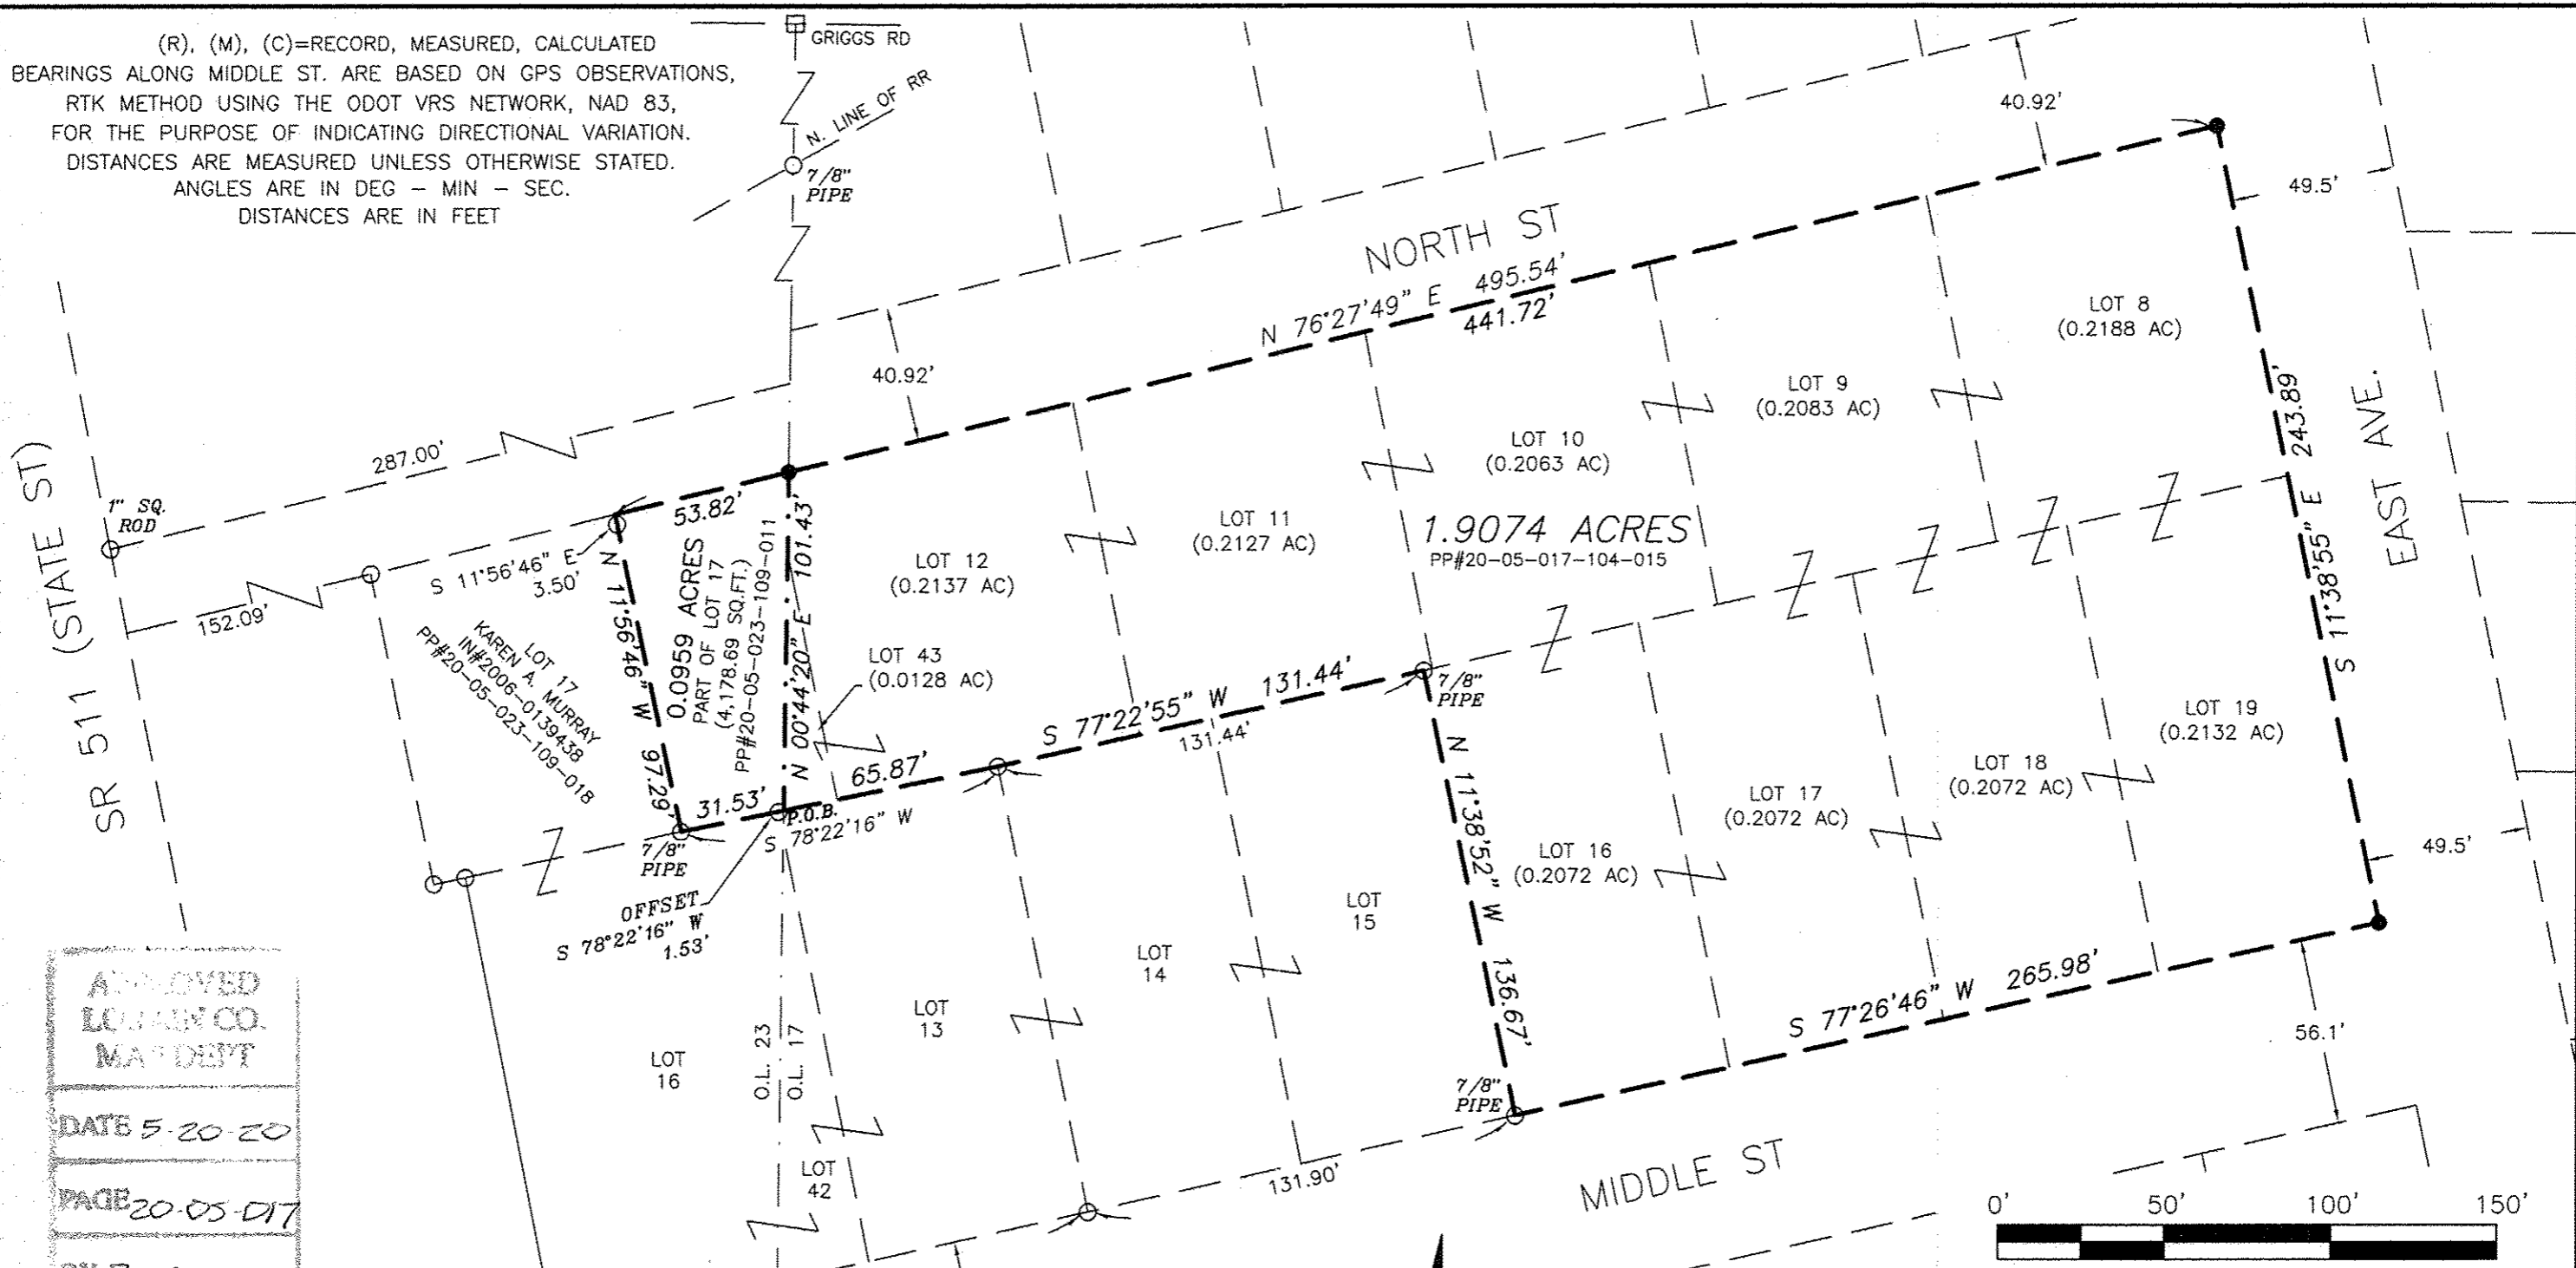 (R), (M), (C)=RECORD, MEASURED, CALCULATED
BEARINGS ALONG MIDDLE ST. ARE BASED ON GPS OBSERVATIONS,
RTK METHOD USING THE ODOT VRS NETWORK, NAD 83,
FOR THE PURPOSE OF INDICATING DIRECTIONAL VARIATION.
DISTANCES ARE MEASURED UNLESS OTHERWISE STATED.
ANGLES ARE IN DEG – MIN – SEC.
DISTANCES ARE IN FEET
GRIGGS RD
N. LINE OF RR
7/8"
PIPE
40.92'
49.5'
NORTH ST
N 76°27'49" E 495.54'
441.72'
LOT 8
(0.2188 AC)
40.92'
LOT 9
(0.2083 AC)
LOT 10
(0.2063 AC)
287.00'
1" SQ.
ROD
SR 511 (STATE ST)
53.82'
S 11°56'46" E
3.50'
152.09'
N 11°56'46" W 97.29'
0.0959 ACRES
PART OF LOT 17
(4,178.69 SQ.FT.)
PP#20-05-023-109-011
N 00°44'20" E 101.43'
LOT 12
(0.2137 AC)
LOT 11
(0.2127 AC)
1.9074 ACRES
PP#20-05-017-104-015
S 11°38'55" E 243.89'
EAST AVE.
LOT 17
KAREN A. MURRAY
IN#2006-0139438
PP#20-05-023-109-018
LOT 43
(0.0128 AC)
S 77°22'55" W 131.44'
131.44'
7/8"
PIPE
65.87'
31.53'
P.O.B.
S 78°22'16" W
7/8"
PIPE
OFFSET
S 78°22'16" W
1.53'
N 11°38'52" W 136.67'
LOT 19
(0.2132 AC)
LOT 18
(0.2072 AC)
LOT 17
(0.2072 AC)
LOT 16
(0.2072 AC)
49.5'
LOT
15
LOT
14
LOT
13
LOT
16
O.L. 23
O.L. 17
LOT
42
S 77°26'46" W 265.98'
56.1'
7/8"
PIPE
131.90'
MIDDLE ST
APPROVED
LORAIN CO.
MAP DEPT
DATE 5-20-20
PAGE 20-05-017
0' 50' 100' 150'